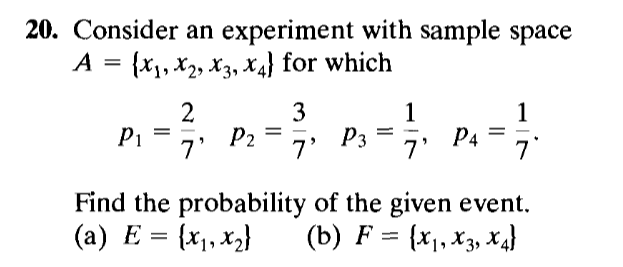 20. Consider an experiment with sample space
A = {x₁, x₂, x₃, x₄} for which
p₁ = 2/7, p₂ = 3/7, p₃ = 1/7, p₄ = 1/7.
Find the probability of the given event.
(a) E = {x₁, x₂} (b) F = {x₁, x₃, x₄}